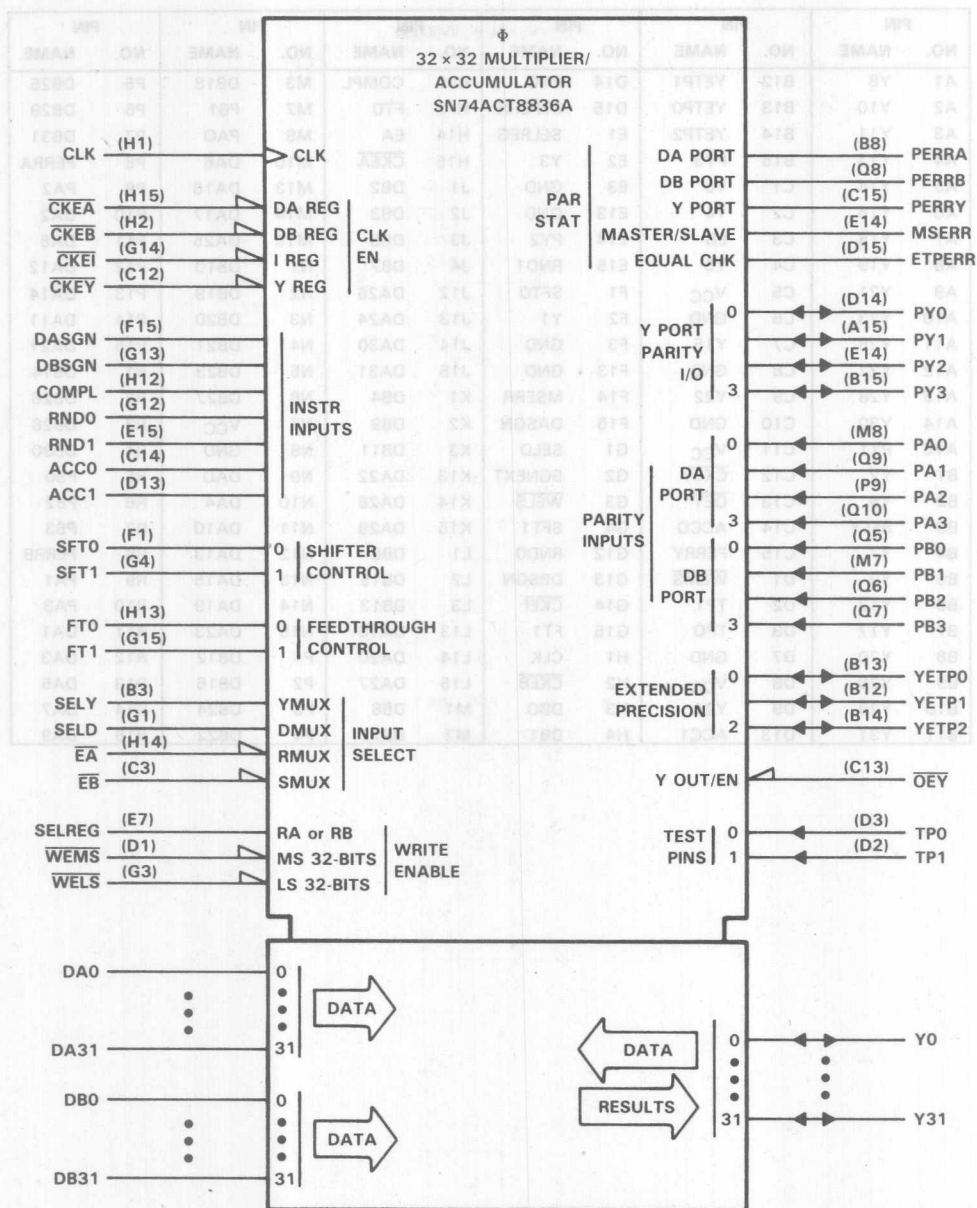 Φ
32 × 32 MULTIPLIER/
ACCUMULATOR
SN74ACT8836A
CLK (H1) CLK
CKEA (H15) DA REG
CKEB (H2) DB REG
CKEI (G14) I REG
CKEY (C12) Y REG
CLK
EN
DASGN (F15)
DBSGN (G13)
COMPL (H12)
RND0 (G12)
RND1 (E15)
ACC0 (C14)
ACC1 (D13)
INSTR
INPUTS
SFT0 (F1) 0
SFT1 (G4) 1
SHIFTER
CONTROL
FT0 (H13) 0
FT1 (G15) 1
FEEDTHROUGH
CONTROL
SELY (B3) YMUX
SELD (G1) DMUX
EA (H14) RMUX
EB (C3) SMUX
INPUT
SELECT
SELREG (E7) RA or RB
WEMS (D1) MS 32-BITS
WELS (G3) LS 32-BITS
WRITE
ENABLE
DA0 0
DA31 31
DATA
DB0 0
DB31 31
DATA
PAR
STAT
DA PORT (B8) PERRA
DB PORT (Q8) PERRB
Y PORT (C15) PERRY
MASTER/SLAVE (E14) MSERR
EQUAL CHK (D15) ETPERR
Y PORT
PARITY
I/O
0 (D14) PY0
(A15) PY1
(E14) PY2
3 (B15) PY3
PARITY
INPUTS
DA
PORT
0 (M8) PA0
(Q9) PA1
(P9) PA2
3 (Q10) PA3
DB
PORT
0 (Q5) PB0
(M7) PB1
(Q6) PB2
3 (Q7) PB3
EXTENDED
PRECISION
0 (B13) YETP0
(B12) YETP1
2 (B14) YETP2
Y OUT/EN (C13) OEY
TEST
PINS
0 (D3) TP0
1 (D2) TP1
DATA
RESULTS
0 Y0
31 Y31